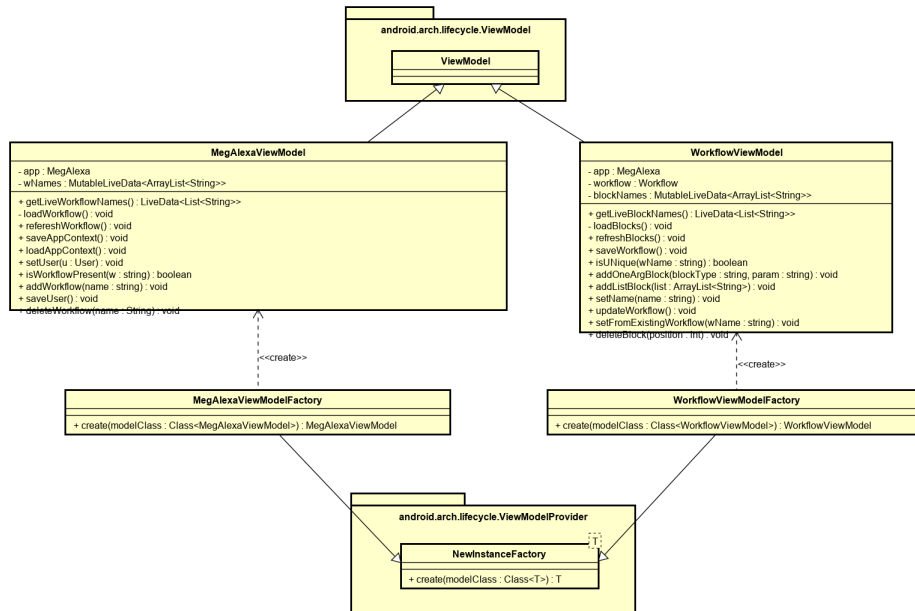 android.arch.lifecycle.ViewModel
ViewModel
MegAlexaViewModel
- app : MegAlexa
- wNames : MutableLiveData<ArrayList<String>>
+ getLiveWorkflowNames() : LiveData<List<String>>
- loadWorkflow() : void
+ refereshWorkflow() : void
+ saveAppContext() : void
+ loadAppContext() : void
+ setUser(u : User) : void
+ isWorkflowPresent(w : string) : boolean
+ addWorkflow(name : string) : void
+ saveUser() : void
+ deleteWorkflow(name : String) : void
WorkflowViewModel
- app : MegAlexa
- workflow : Workflow
- blockNames : MutableLiveData<ArrayList<String>>
+ getLiveBlockNames() : LiveData<List<String>>
- loadBlocks() : void
+ refreshBlocks() : void
+ saveWorkflow() : void
+ isUNique(wName : string) : boolean
+ addOneArgBlock(blockType : string, param : string) : void
+ addListBlock(list : ArrayList<String>) : void
+ setName(name : string) : void
+ updateWorkflow() : void
+ setFromExistingWorkflow(wName : string) : void
+ deleteBlock(position : int) : void
<<create>>
<<create>>
MegAlexaViewModelFactory
+ create(modelClass : Class<MegAlexaViewModel>) : MegAlexaViewModel
WorkflowViewModelFactory
+ create(modelClass : Class<WorkflowViewModel>) : WorkflowViewModel
android.arch.lifecycle.ViewModelProvider
T
NewInstanceFactory
+ create(modelClass : Class<T>) : T